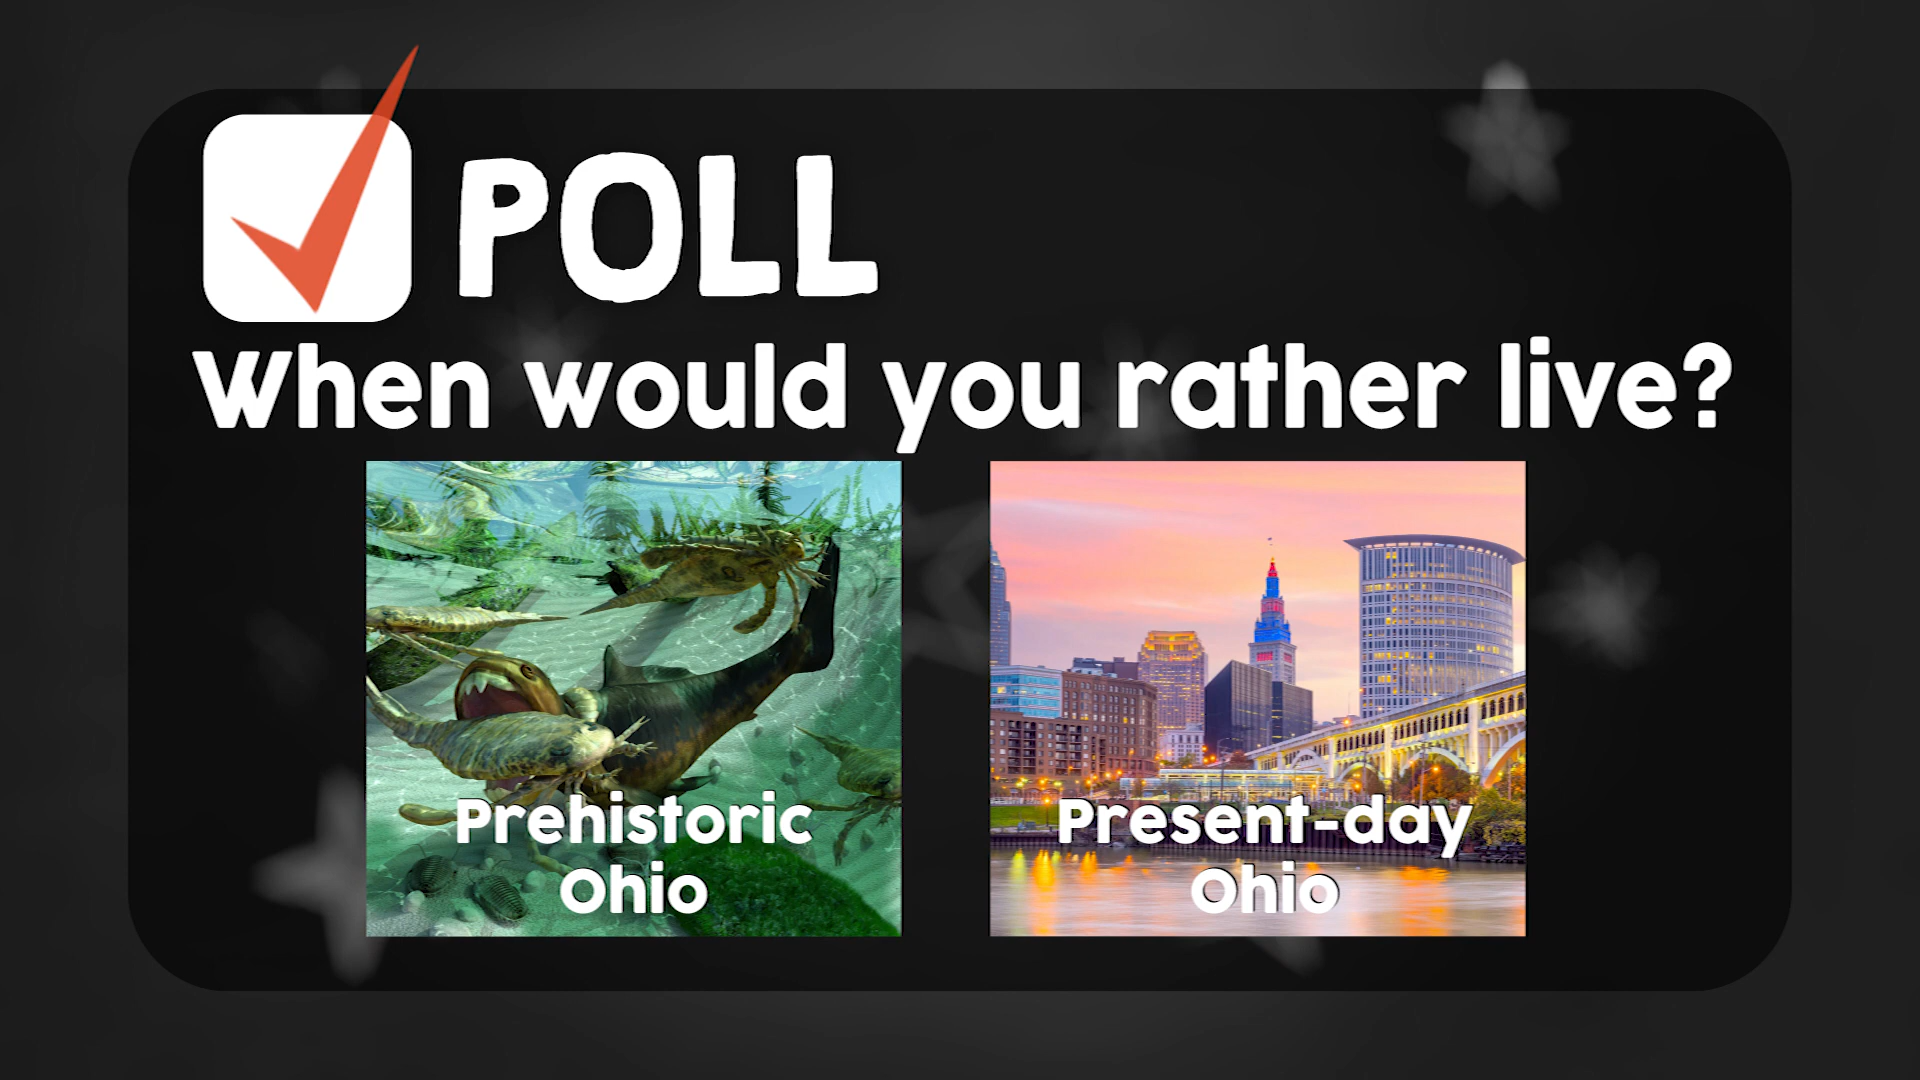 POLL
When would you rather live?
Prehistoric
Ohio
Present-day
Ohio